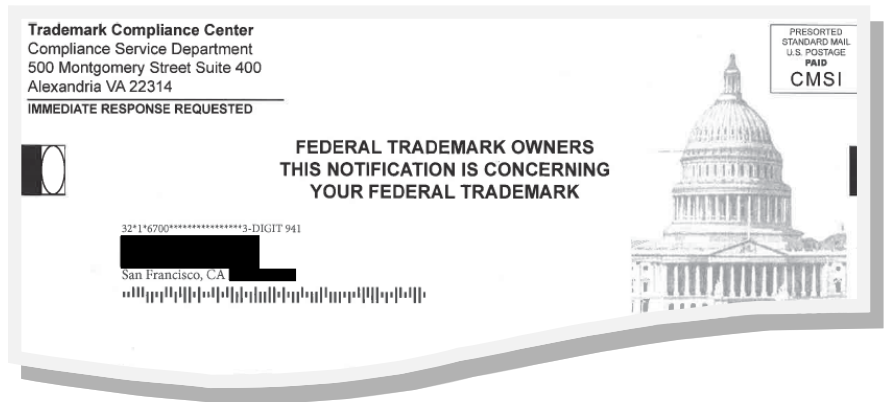 Trademark Compliance Center
Compliance Service Department
500 Montgomery Street Suite 400
Alexandria VA 22314
IMMEDIATE RESPONSE REQUESTED
PRESORTED
STANDARD MAIL
U.S. POSTAGE
PAID
CMSI
FEDERAL TRADEMARK OWNERS
THIS NOTIFICATION IS CONCERNING
YOUR FEDERAL TRADEMARK
32*1*6700****************3-DIGIT 941
San Francisco, CA